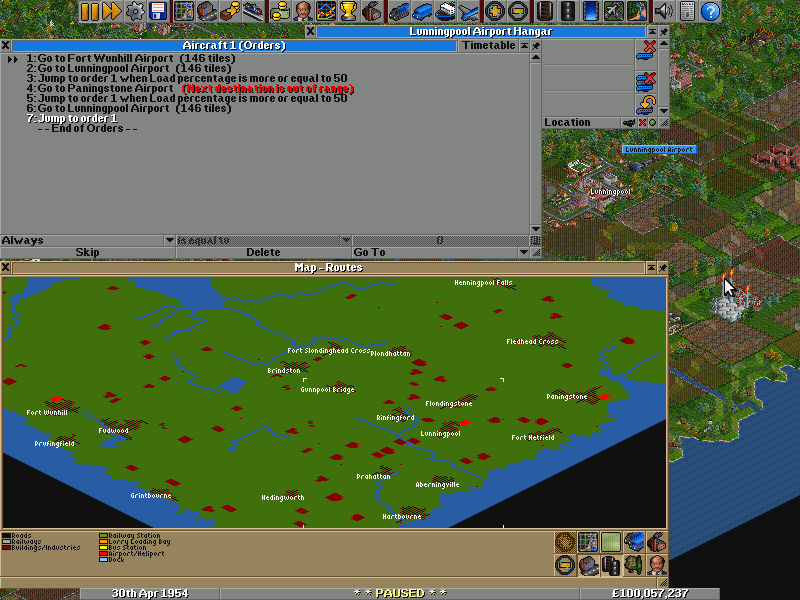 Lunningpool Airport Hangar
Aircraft 1 (Orders)
Timetable
1: Go to Fort Wunhill Airport (146 tiles)
2: Go to Lunningpool Airport (146 tiles)
3: Jump to order 1 when Load percentage is more or equal to 50
4: Go to Paningstone Airport (Next destination is out of range)
5: Jump to order 1 when Load percentage is more or equal to 50
6: Go to Lunningpool Airport (146 tiles)
7: Jump to order 1
- - End of Orders - -
Location
Lunningpool Airport
Lunningpool
Always
is equal to
0
Skip
Delete
Go To
Map - Routes
Henningpool Falls
Fledhead Cross
Fort Slondinghead Cross
Plondhattan
Brindston
Gunnpool Bridge
Paningstone
Flondingstone
Fort Wunhill
Rinfingford
Fudwood
Lunningpool
Fort Hetfield
Prufingfield
Prahattan
Aberningville
Grintbourne
Hedingworth
Hartbourne
Roads
Railways
Buildings/Industries
Railway Station
Lorry Loading Bay
Bus Station
Airport/Heliport
Dock
30th Apr 1954
* * PAUSED * *
£100,057,237